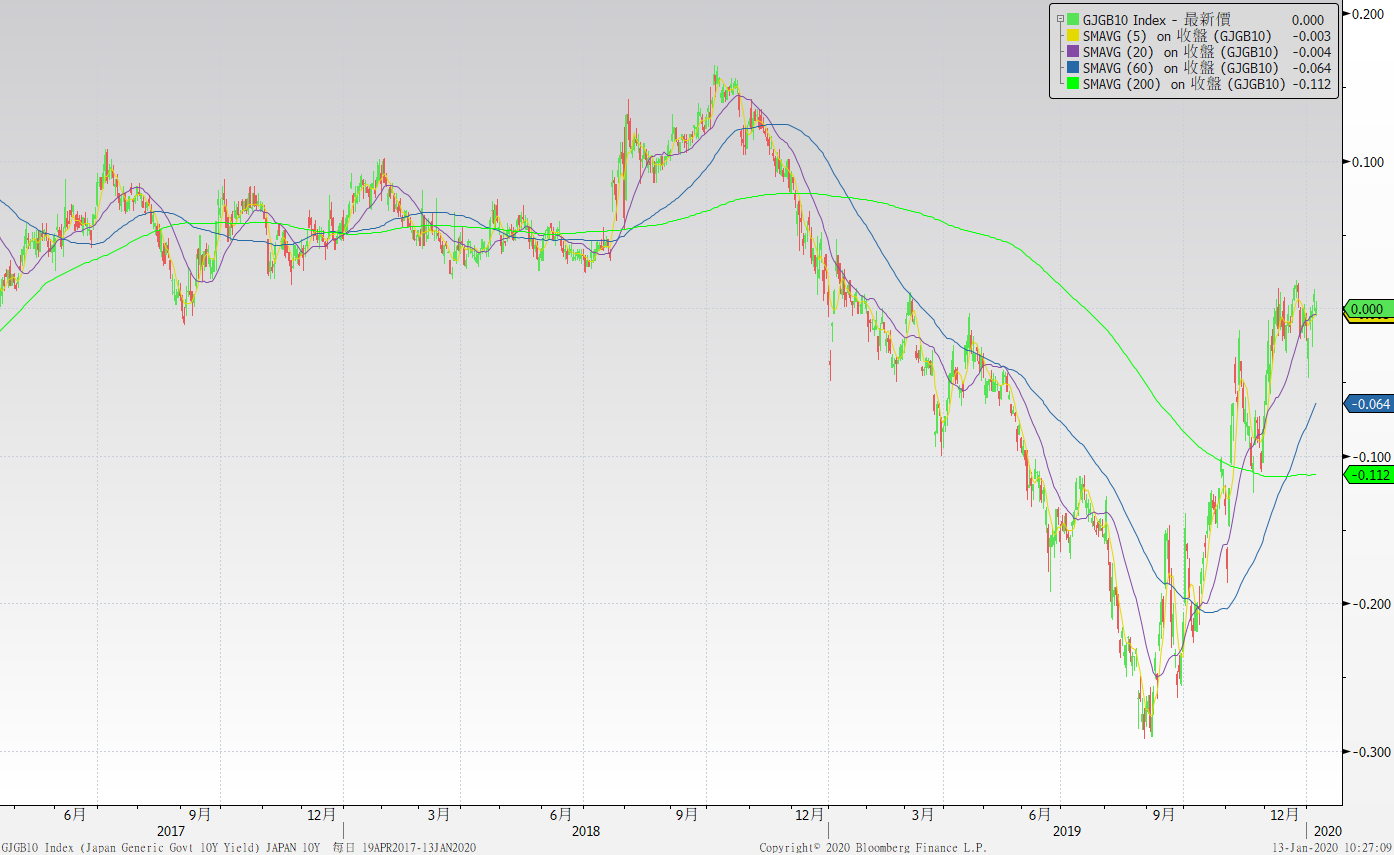 GJGB10 Index - 最新價 0.000
SMAVG (5) on 收盤 (GJGB10) -0.003
SMAVG (20) on 收盤 (GJGB10) -0.004
SMAVG (60) on 收盤 (GJGB10) -0.064
SMAVG (200) on 收盤 (GJGB10) -0.112
0.200
0.100
0.000
-0.064
-0.100
-0.112
-0.200
-0.300
6月 9月 12月 3月 6月 9月 12月 3月 6月 9月 12月
2017 2018 2019 2020
GJGB10 Index (Japan Generic Govt 10Y Yield) JAPAN 10Y 每日 19APR2017-13JAN2020 Copyright© 2020 Bloomberg Finance L.P. 13-Jan-2020 10:27:09